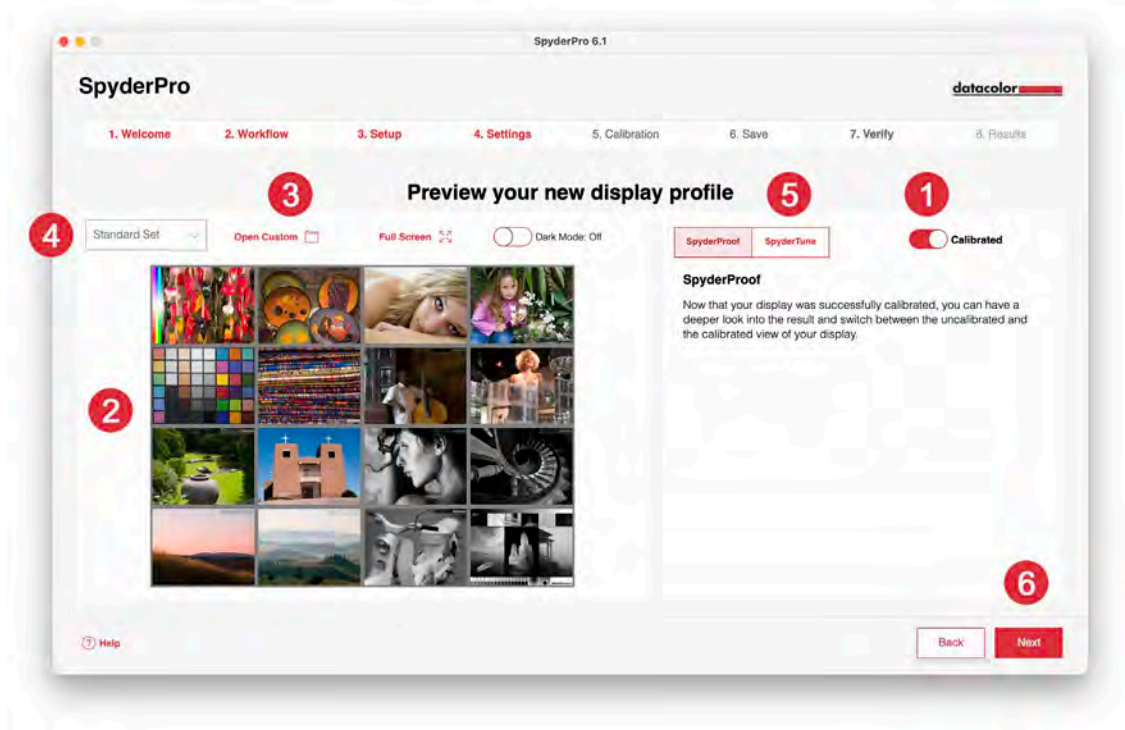 SpyderPro 6.1
SpyderPro
datacolor
1. Welcome 2. Workflow 3. Setup 4. Settings 5. Calibration 6. Save 7. Verify 8. Results
3 5 1
Preview your new display profile
4 Standard Set Open Custom Full Screen Dark Mode: Off SpyderProof SpyderTune Calibrated
SpyderProof
Now that your display was successfully calibrated, you can have a
deeper look into the result and switch between the uncalibrated and
the calibrated view of your display.
2
6
? Help Back Next